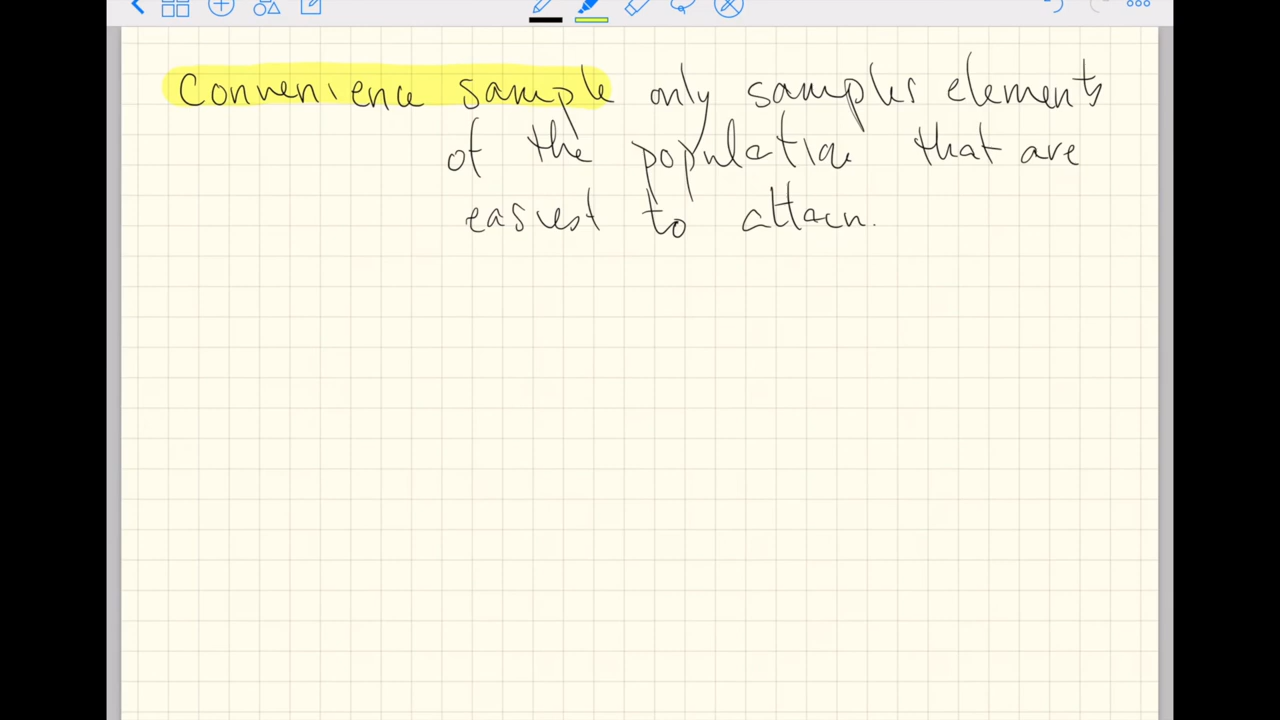 Convenience sample only samples elements
of the population that are
easiest to attain.